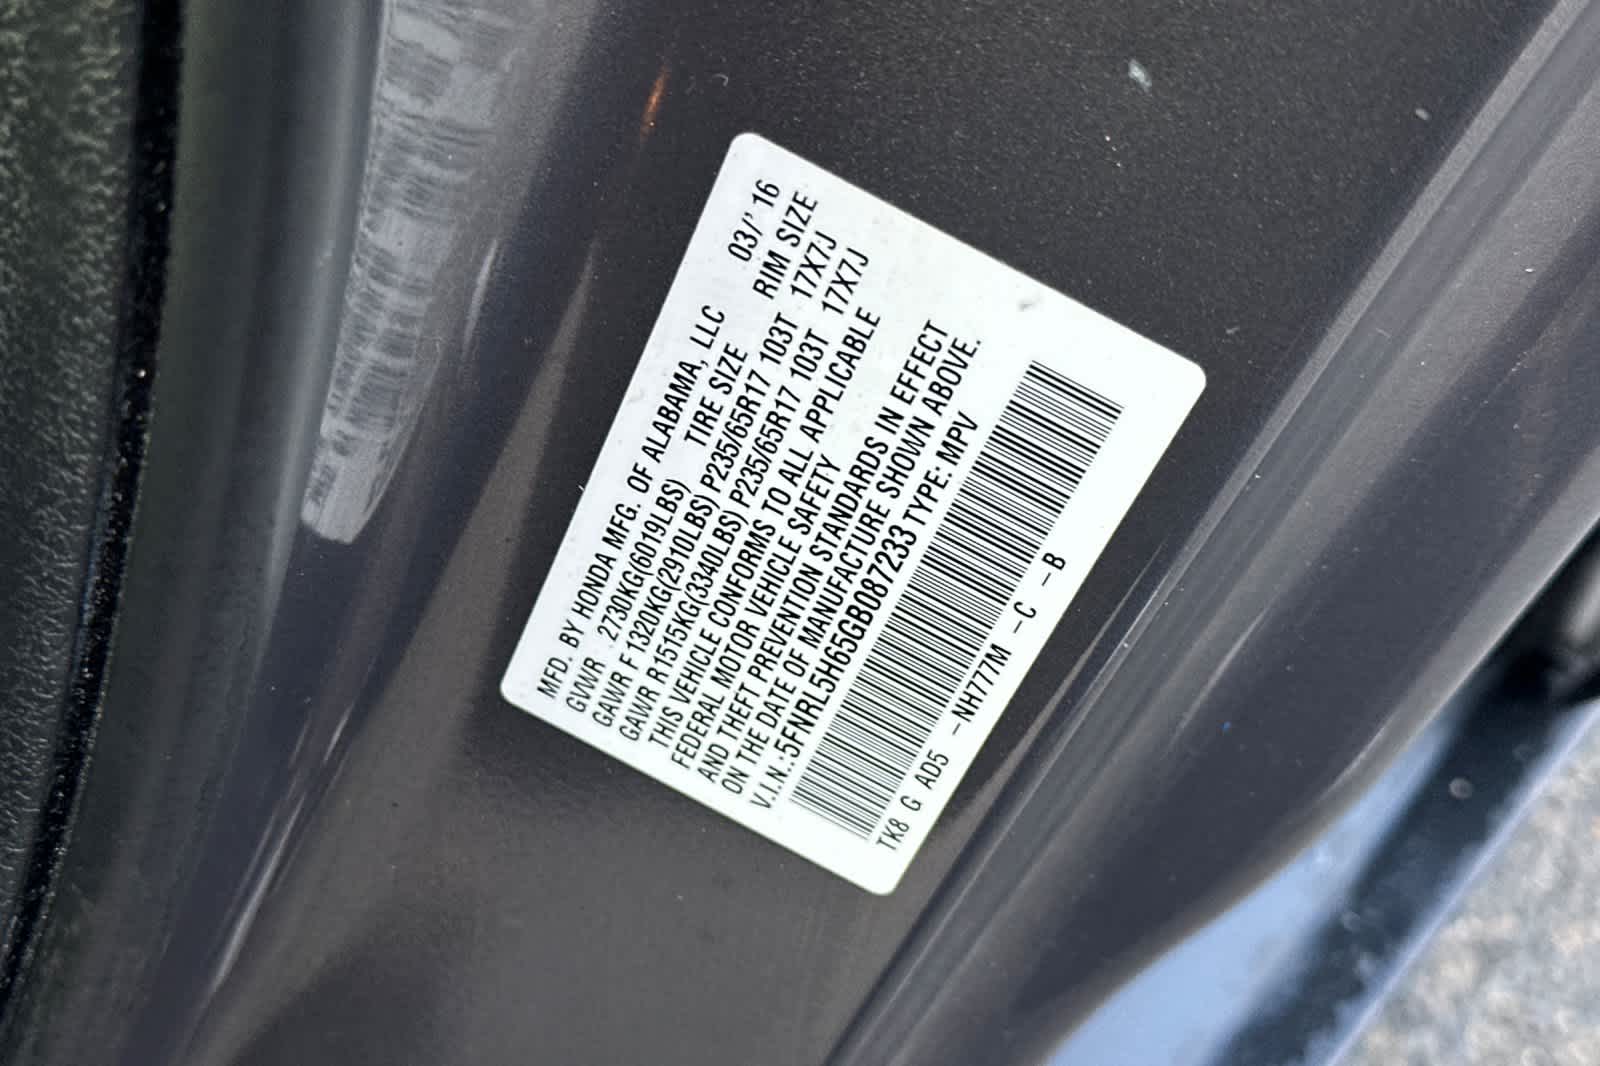 MFD. BY HONDA MFG. OF ALABAMA, LLC 03/' 16
GVWR 2730KG(6019LBS) TIRE SIZE RIM SIZE
GAWR F1320KG(2910LBS) P235/65R17 103T 17X7J
GAWR R1515KG(3340LBS) P235/65R17 103T 17X7J
THIS VEHICLE CONFORMS TO ALL APPLICABLE
FEDERAL MOTOR VEHICLE SAFETY
AND THEFT PREVENTION STANDARDS IN EFFECT
ON THE DATE OF MANUFACTURE SHOWN ABOVE.
V.I.N.:5FNRL5H65GB087233 TYPE: MPV
TK8 G AD5 -NH777M -C -B